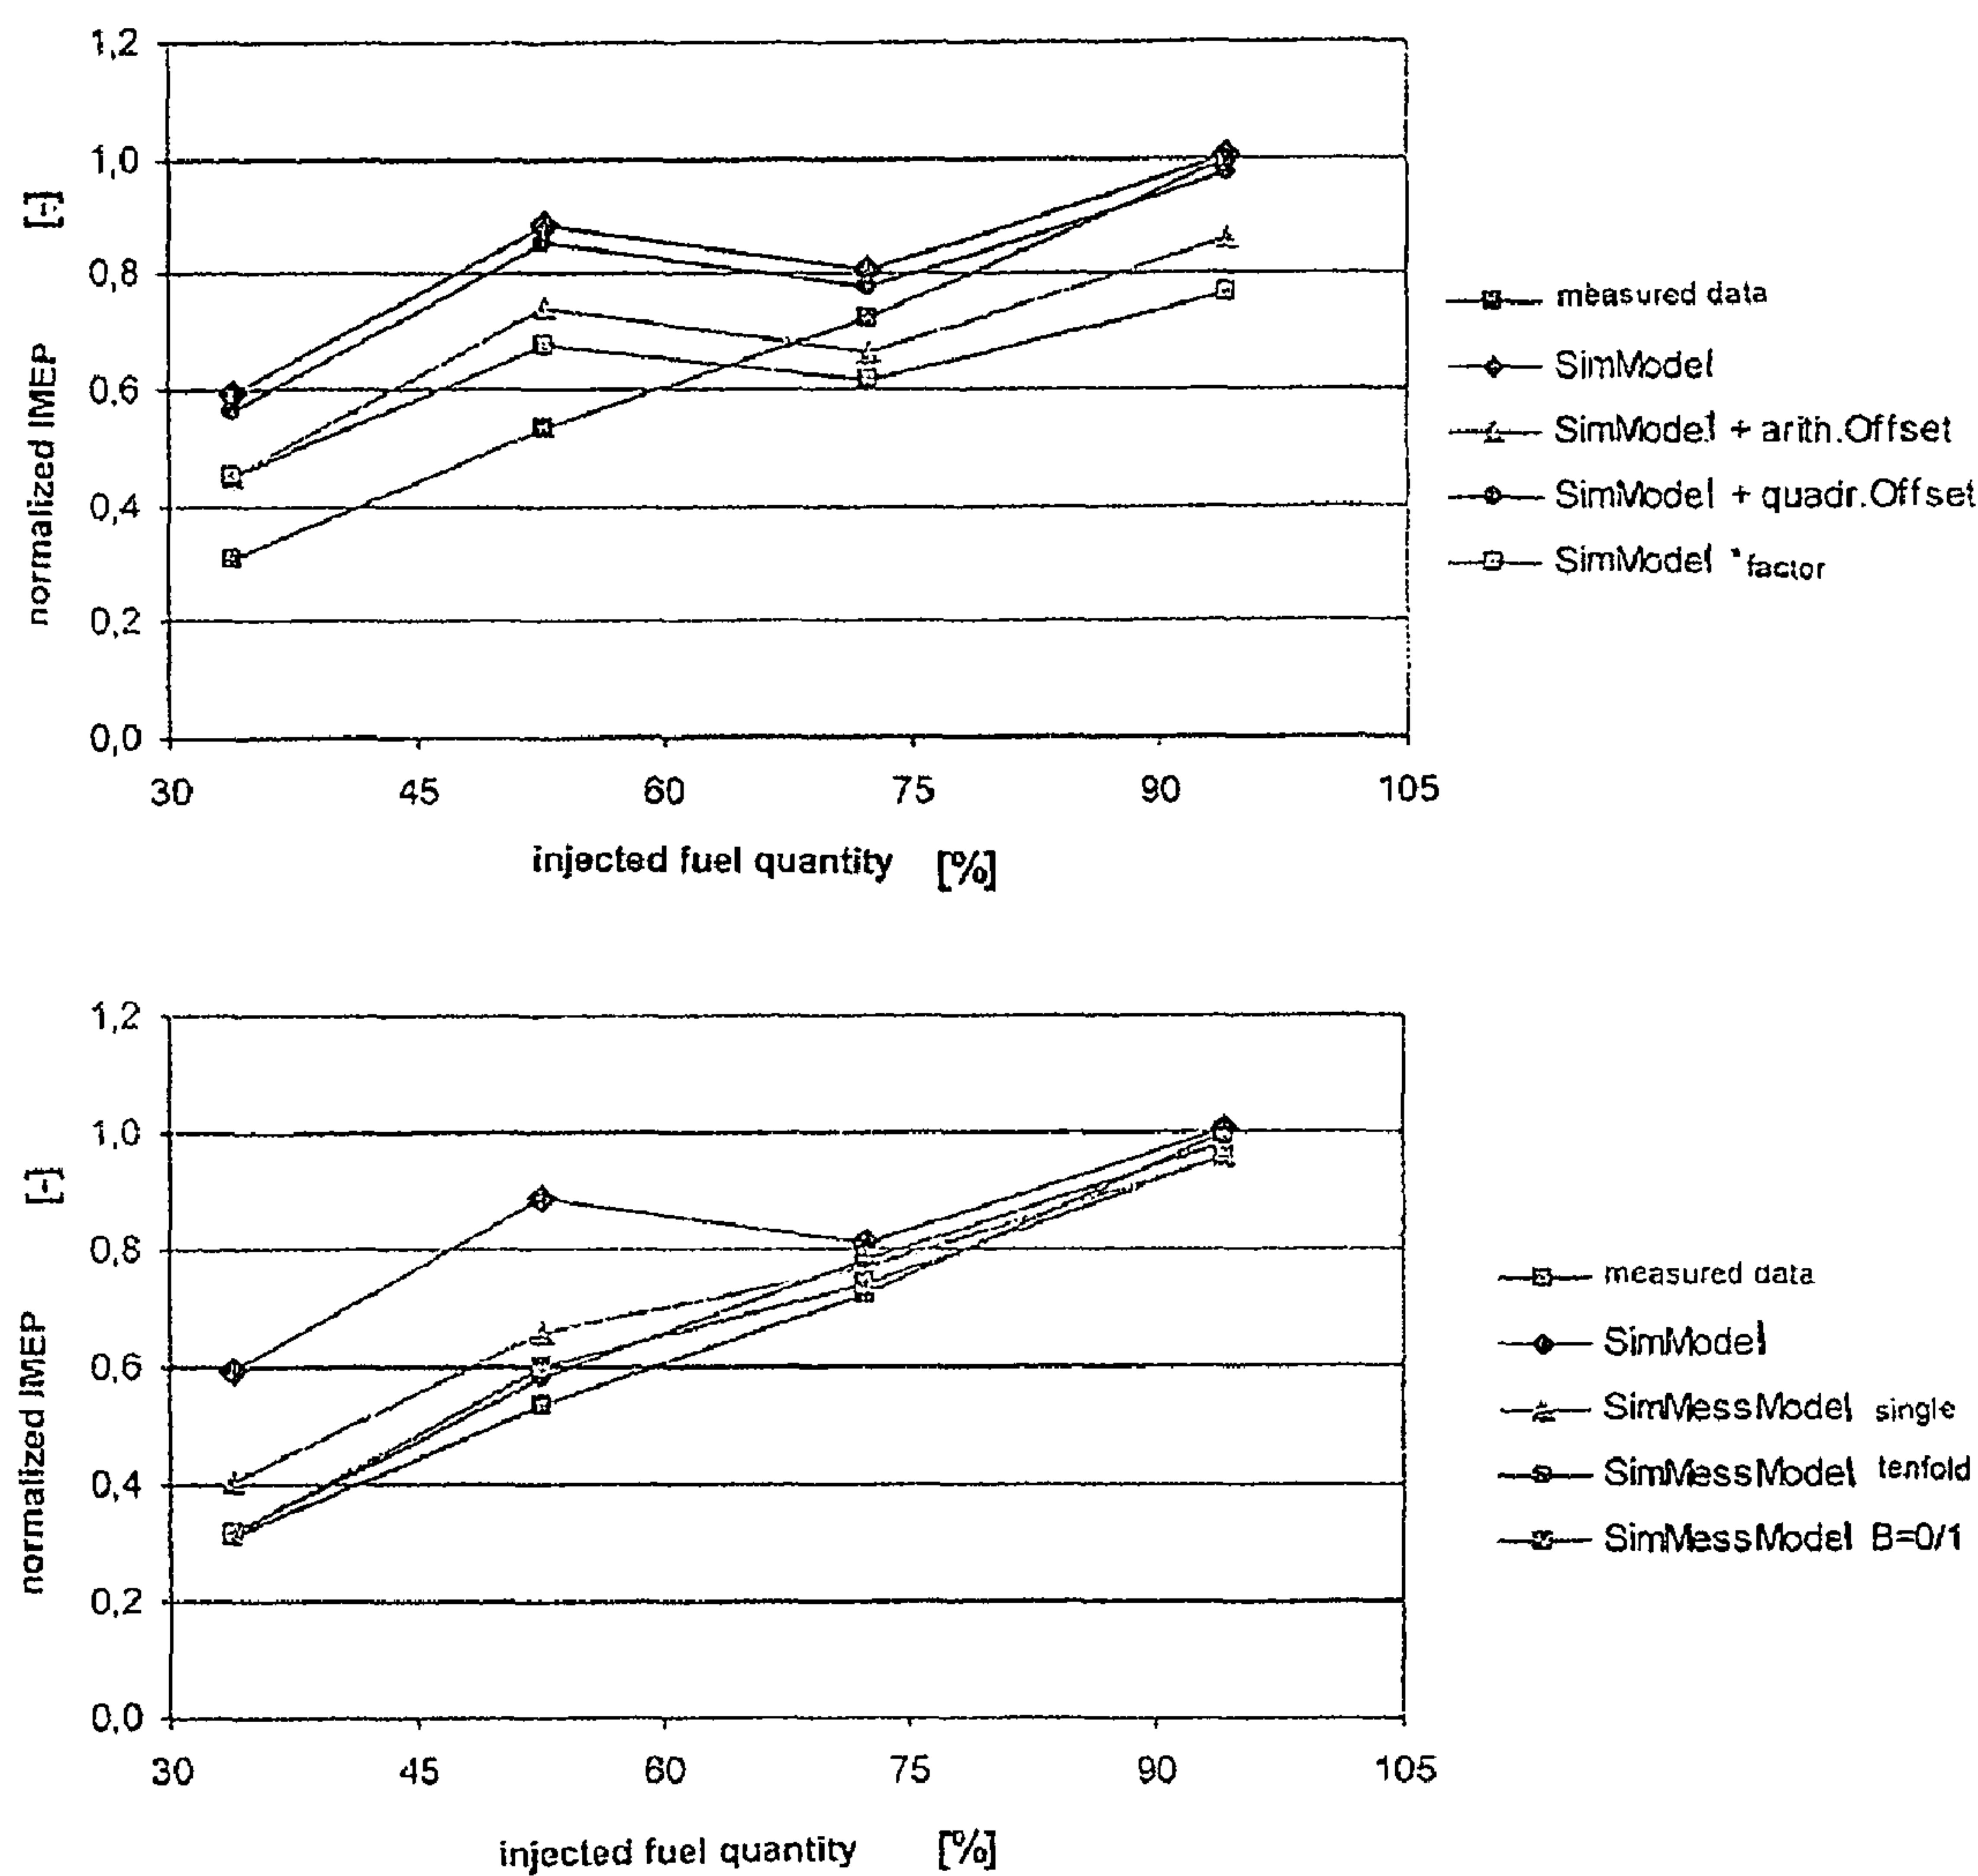 1,2
1,0
0,8
0,6
0,4
0,2
0,0
normalized IMEP [-]
30 45 60 75 90 105
injected fuel quantity [%]
measured data
SimModel
SimModel + arith.Offset
SimModel + quadr.Offset
SimModel * factor
1,2
1,0
0,8
0,6
0,4
0,2
0,0
normalized IMEP [-]
30 45 60 75 90 105
injected fuel quantity [%]
measured data
SimModel
SimMessModel single
SimMessModel tenfold
SimMessModel B=0/1